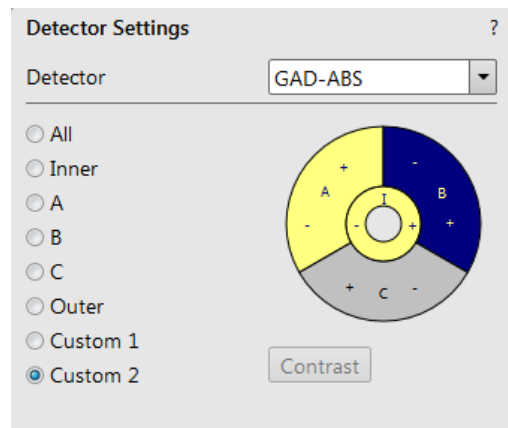 Detector Settings ?
Detector GAD-ABS
All
Inner
A
B
C
Outer
Custom 1
Custom 2
+ -
A I B
- - + +
+ C -
Contrast